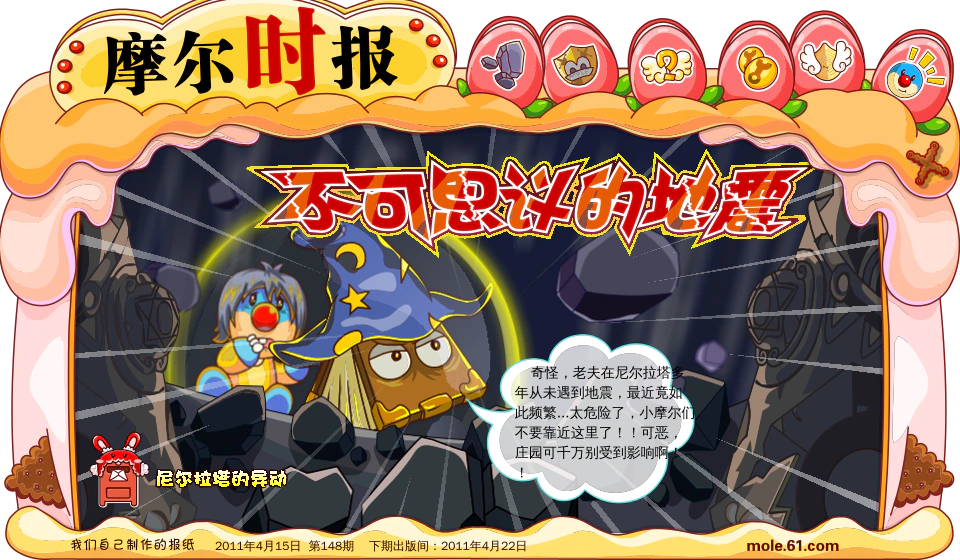 摩尔时报
不可思议的地震
奇怪，老夫在尼尔拉塔多
年从未遇到地震，最近竟如
此频繁...太危险了，小摩尔们
不要靠近这里了！！可恶，
庄园可千万别受到影响啊！
！
尼尔拉塔的异动
我们自己制作的报纸 2011年4月15日 第148期 下期出版间：2011年4月22日 mole.61.com